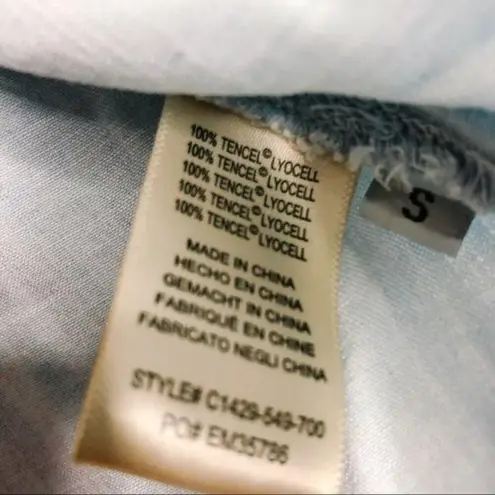 100% TENCEL© LYOCELL
100% TENCEL© LYOCELL
100% TENCEL© LYOCELL
100% TENCEL© LYOCELL
100% TENCEL© LYOCELL
MADE IN CHINA
HECHO EN CHINA
GEMACHT IN CHINA
FABRIQUÉ EN CHINE
FABRICATO NEGLI CHINA
STYLE# C1429-549-700
PO# EM35786
S